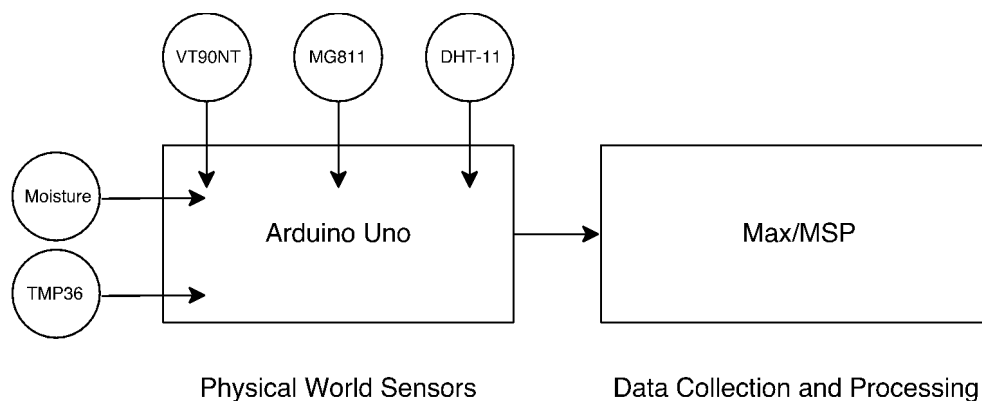 VT90NT
MG811
DHT-11
Moisture
Arduino Uno
Max/MSP
TMP36
Physical World Sensors
Data Collection and Processing